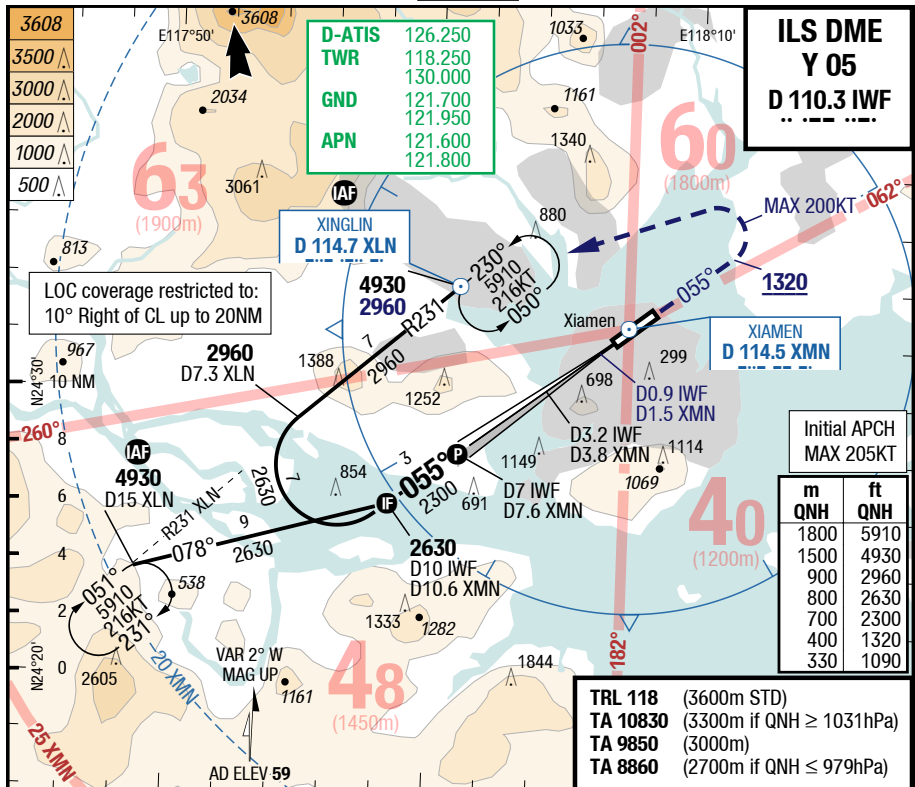 3608
3500
3000
2000
1000
500
E117°50'
3608
2034
3061
D-ATIS 126.250
TWR 118.250
130.000
GND 121.700
121.950
APN 121.600
121.800
1033
002°
E118°10'
1161
1340
ILS DME
Y 05
D 110.3 IWF
63
(1900m)
60
(1800m)
062°
IAF
XINGLIN
D 114.7 XLN
4930
2960
880
230°
5910
216KT
050°
MAX 200KT
055°
1320
813
LOC coverage restricted to:
10° Right of CL up to 20NM
R231
7
2960
2960
D7.3 XLN
1388
1252
Xiamen
XIAMEN
D 114.5 XMN
967
10 NM
N24°30'
299
698
D0.9 IWF
D1.5 XMN
260°
8
6
4
2
0
IAF
4930
D15 XLN
R231 XLN
7
2630
854
3
055°
2300
P
IF
691
1149
D3.2 IWF
D3.8 XMN
D7 IWF
D7.6 XMN
1114
1069
Initial APCH
MAX 205KT
9
078°
2630
2630
D10 IWF
D10.6 XMN
40
(1200m)
m ft
QNH QNH
1800 5910
1500 4930
900 2960
800 2630
700 2300
400 1320
330 1090
051°
5910
216KT
231°
538
1333
1282
182°
N24°20'
2605
20 XMN
25 XMN
VAR 2° W
MAG UP
1161
48
(1450m)
1844
AD ELEV 59
TRL 118 (3600m STD)
TA 10830 (3300m if QNH ≥ 1031hPa)
TA 9850 (3000m)
TA 8860 (2700m if QNH ≤ 979hPa)